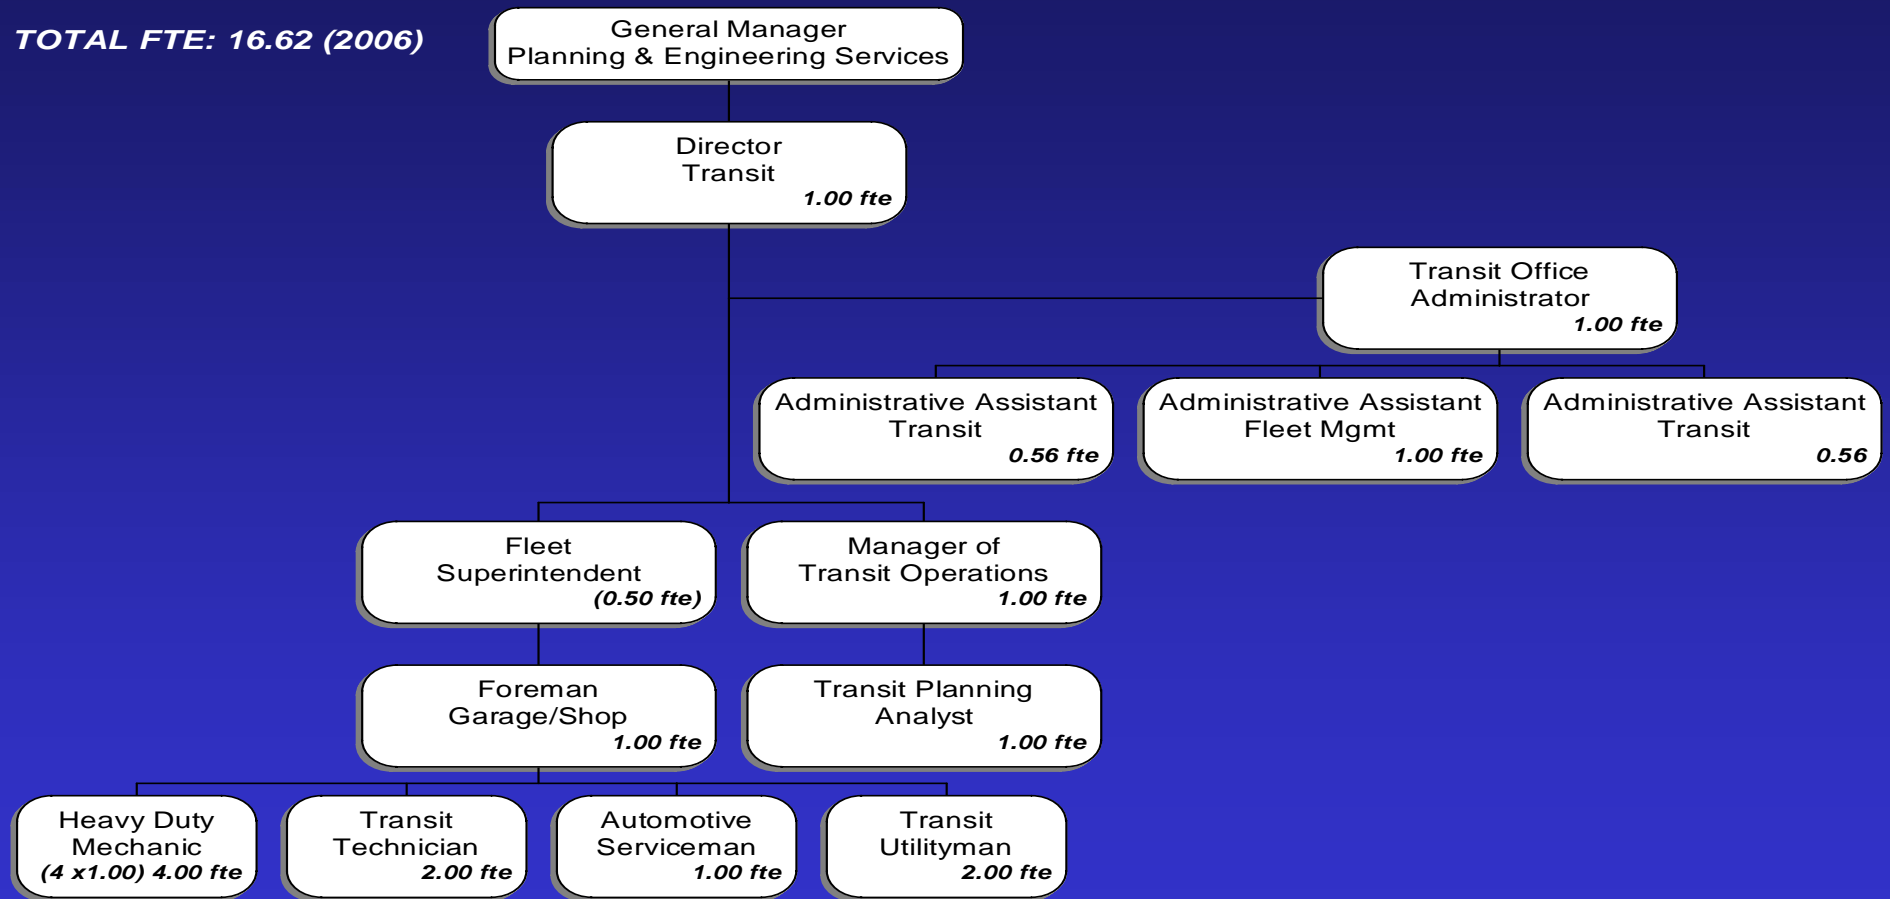 TOTAL FTE: 16.62 (2006)
General Manager
Planning & Engineering Services
Director
Transit
1.00 fte
Transit Office
Administrator
1.00 fte
Administrative Assistant
Transit
0.56 fte
Administrative Assistant
Fleet Mgmt
1.00 fte
Administrative Assistant
Transit
0.56
Fleet
Superintendent
(0.50 fte)
Manager of
Transit Operations
1.00 fte
Foreman
Garage/Shop
1.00 fte
Transit Planning
Analyst
1.00 fte
Heavy Duty
Mechanic
(4 x1.00) 4.00 fte
Transit
Technician
2.00 fte
Automotive
Serviceman
1.00 fte
Transit
Utilityman
2.00 fte